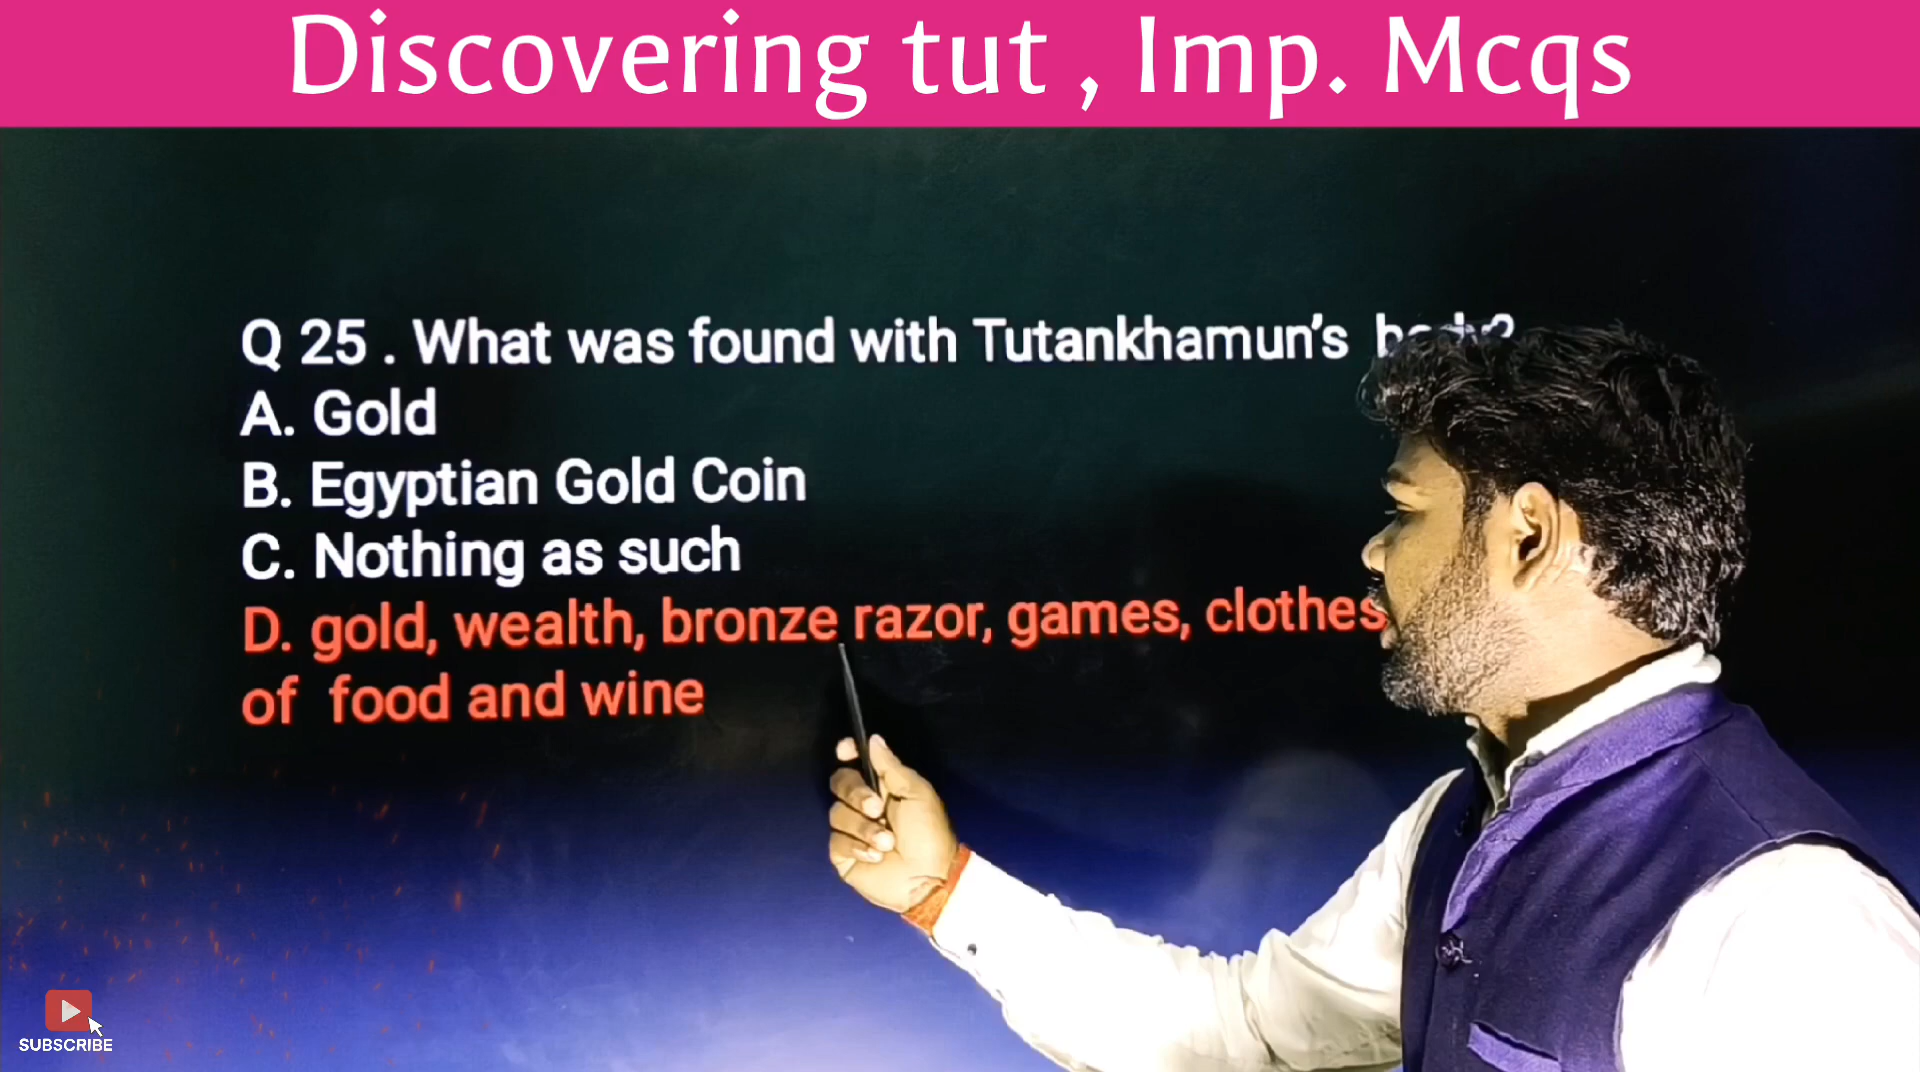 Discovering tut , Imp. Mcqs
Q 25 . What was found with Tutankhamun's body?
A. Gold
B. Egyptian Gold Coin
C. Nothing as such
D. gold, wealth, bronze razor, games, clothes
of food and wine
SUBSCRIBE